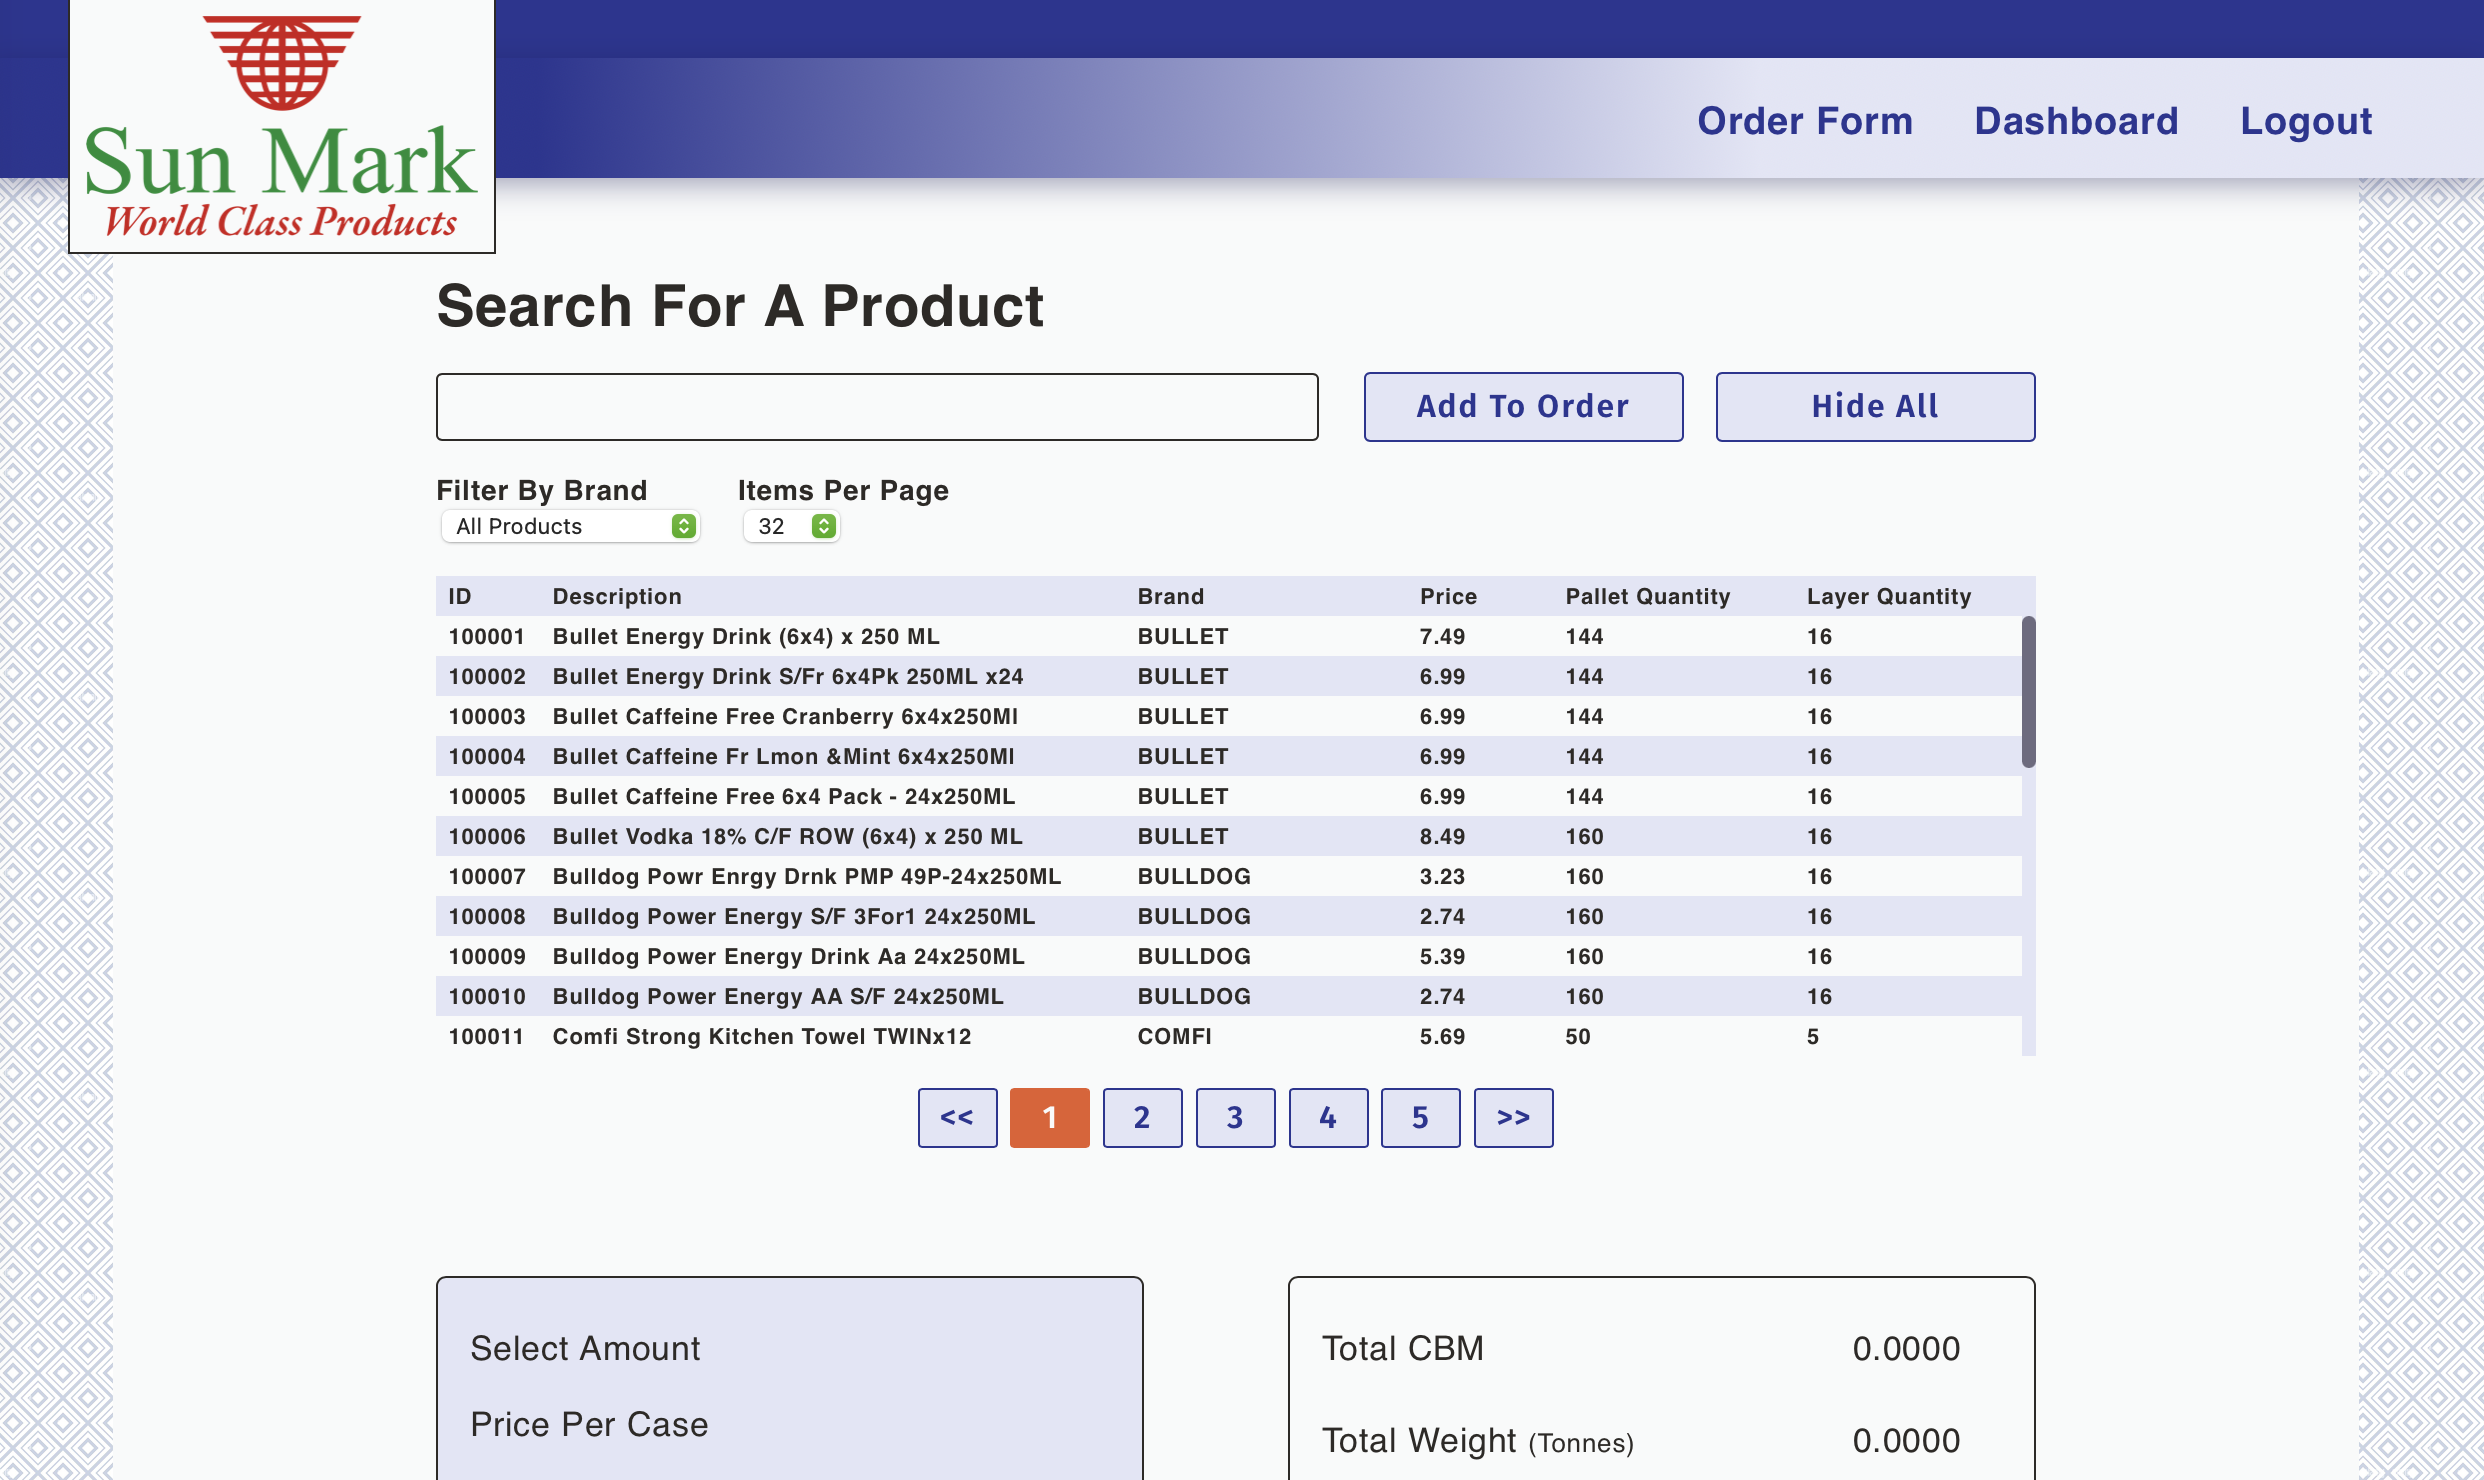 Sun Mark
World Class Products
Order Form Dashboard Logout
Search For A Product
Add To Order Hide All
Filter By Brand Items Per Page
All Products 32
ID Description Brand Price Pallet Quantity Layer Quantity
100001 Bullet Energy Drink (6x4) x 250 ML BULLET 7.49 144 16
100002 Bullet Energy Drink S/Fr 6x4Pk 250ML x24 BULLET 6.99 144 16
100003 Bullet Caffeine Free Cranberry 6x4x250Ml BULLET 6.99 144 16
100004 Bullet Caffeine Fr Lmon &Mint 6x4x250Ml BULLET 6.99 144 16
100005 Bullet Caffeine Free 6x4 Pack - 24x250ML BULLET 6.99 144 16
100006 Bullet Vodka 18% C/F ROW (6x4) x 250 ML BULLET 8.49 160 16
100007 Bulldog Powr Enrgy Drnk PMP 49P-24x250ML BULLDOG 3.23 160 16
100008 Bulldog Power Energy S/F 3For1 24x250ML BULLDOG 2.74 160 16
100009 Bulldog Power Energy Drink Aa 24x250ML BULLDOG 5.39 160 16
100010 Bulldog Power Energy AA S/F 24x250ML BULLDOG 2.74 160 16
100011 Comfi Strong Kitchen Towel TWINx12 COMFI 5.69 50 5
<< 1 2 3 4 5 >>
Select Amount
Price Per Case
Total CBM 0.0000
Total Weight (Tonnes) 0.0000